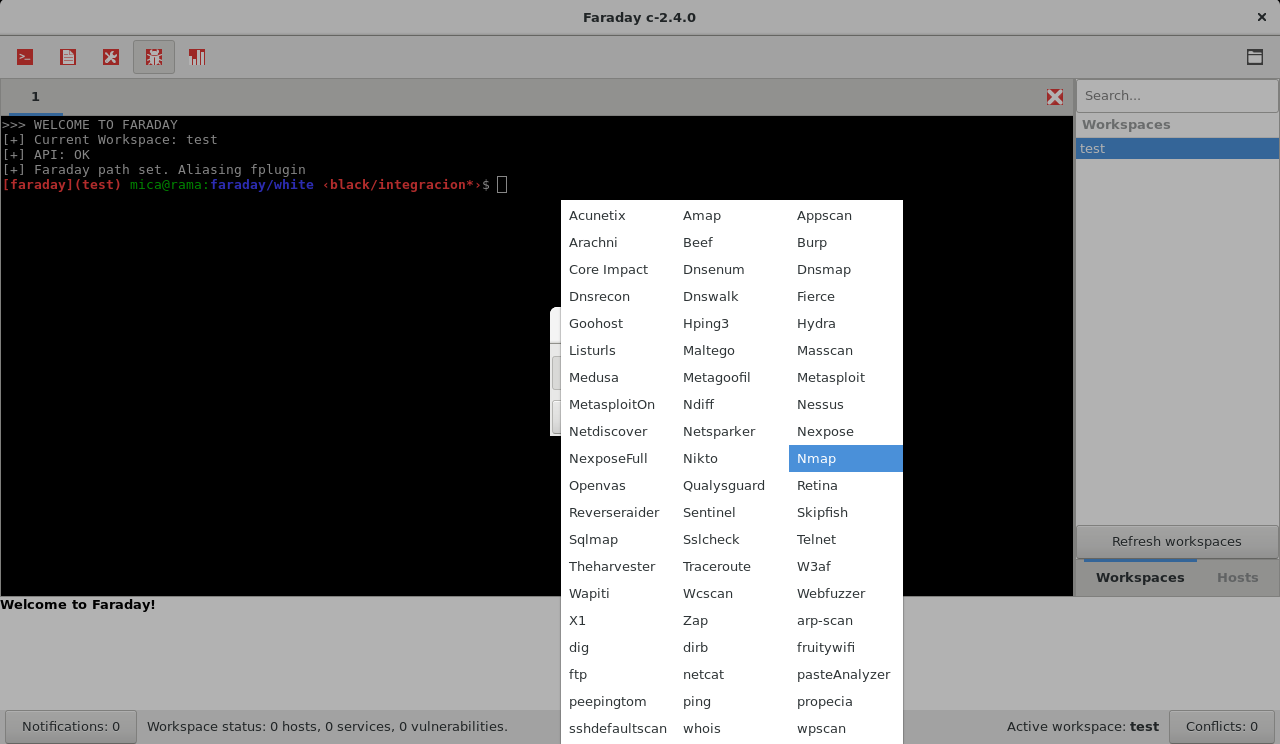 Faraday c-2.4.0
1
Search...
Workspaces
test
>>> WELCOME TO FARADAY
[+] Current Workspace: test
[+] API: OK
[+] Faraday path set. Aliasing fplugin
[faraday](test) mica@rama:faraday/white ‹black/integracion*›$
Acunetix Amap Appscan
Arachni Beef Burp
Core Impact Dnsenum Dnsmap
Dnsrecon Dnswalk Fierce
Goohost Hping3 Hydra
Listurls Maltego Masscan
Medusa Metagoofil Metasploit
MetasploitOn Ndiff Nessus
Netdiscover Netsparker Nexpose
NexposeFull Nikto Nmap
Openvas Qualysguard Retina
Reverseraider Sentinel Skipfish
Sqlmap Sslcheck Telnet
Theharvester Traceroute W3af
Wapiti Wcscan Webfuzzer
X1 Zap arp-scan
dig dirb fruitywifi
ftp netcat pasteAnalyzer
peepingtom ping propecia
sshdefaultscan whois wpscan
Refresh workspaces
Workspaces Hosts
Welcome to Faraday!
Notifications: 0 Workspace status: 0 hosts, 0 services, 0 vulnerabilities. Active workspace: test Conflicts: 0